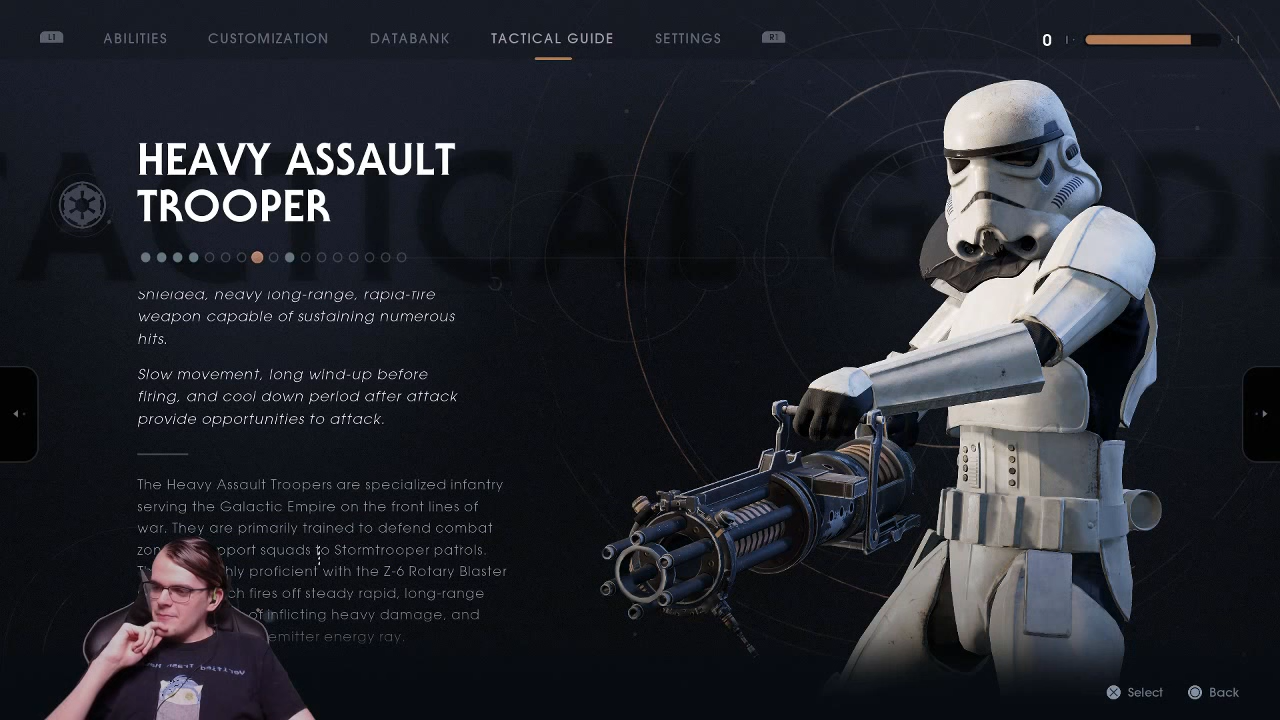 L1
ABILITIES
CUSTOMIZATION
DATABANK
TACTICAL GUIDE
SETTINGS
R1
0
TACTICAL GUIDE
HEAVY ASSAULT
TROOPER
Shielded, heavy long-range, rapid-fire
weapon capable of sustaining numerous
hits.
Slow movement, long wind-up before
firing, and cool down period after attack
provide opportunities to attack.
The Heavy Assault Troopers are specialized infantry
serving the Galactic Empire on the front lines of
war. They are primarily trained to defend combat
squads to Stormtrooper patrols.
proficient with the Z-6 Rotary Blaster
fires off steady rapid, long-range
of inflicting heavy damage, and
emitter energy ray.
Select
Back